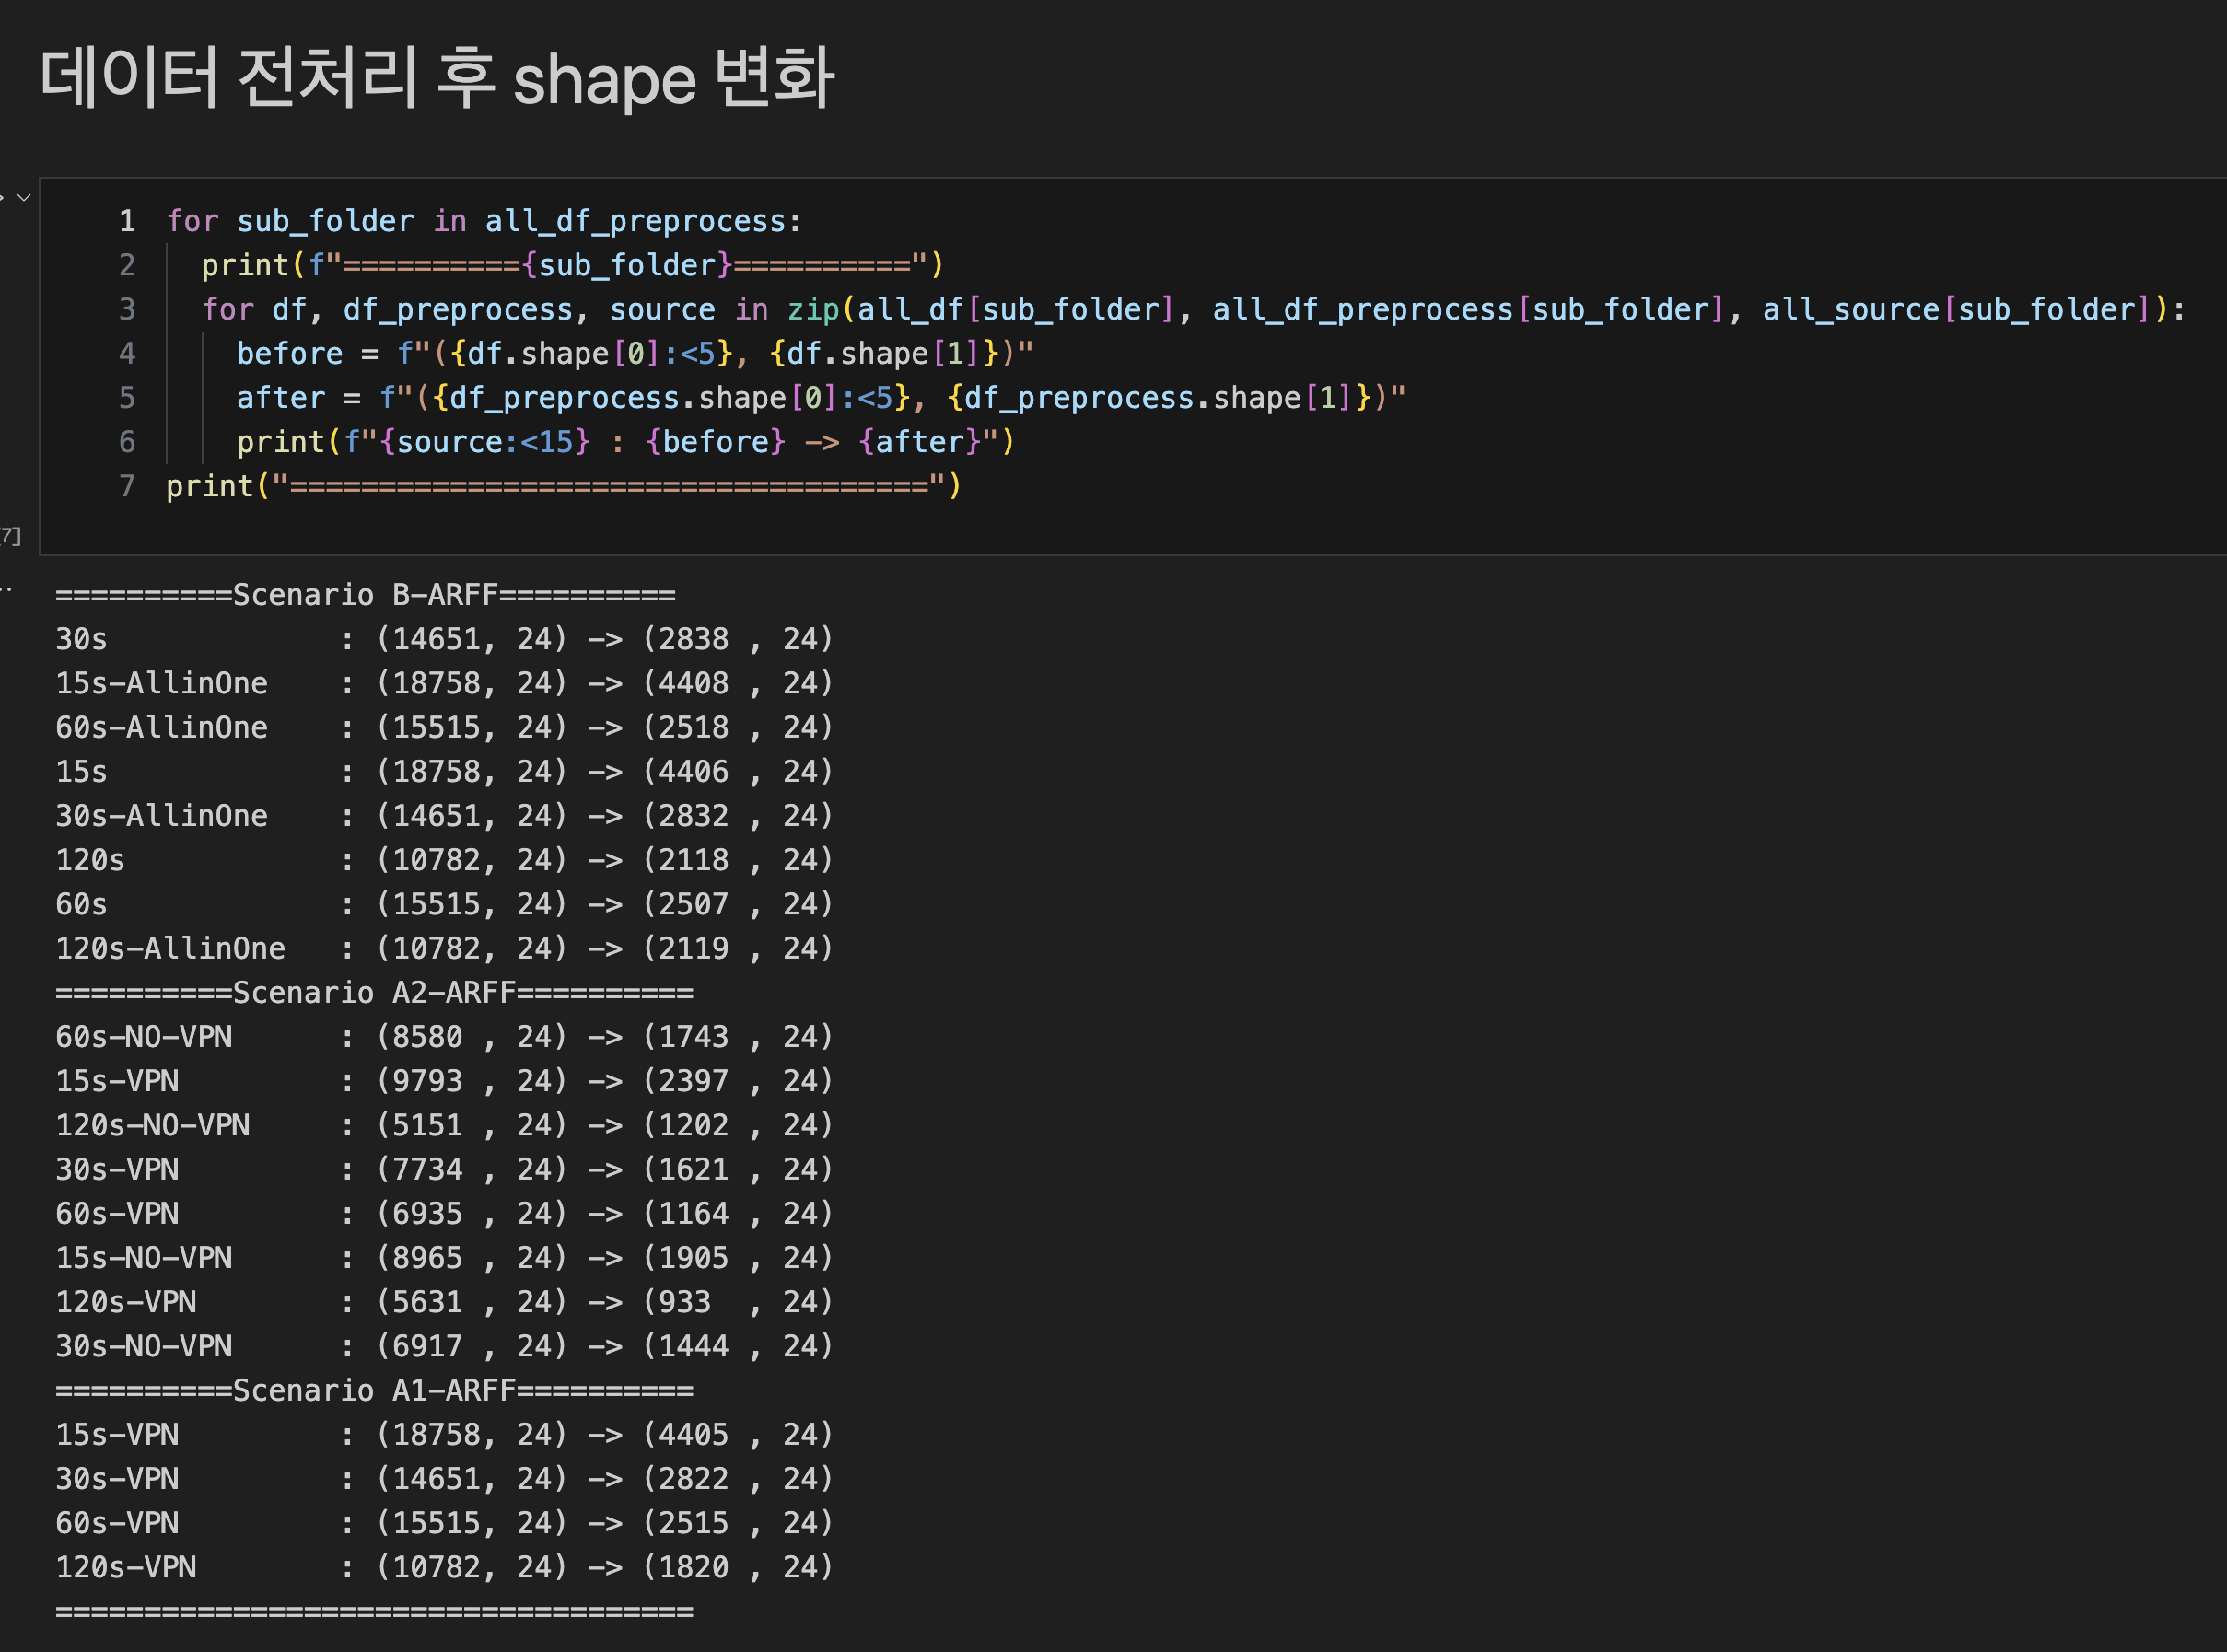 데이터 전처리 후 shape 변화
1 for sub_folder in all_df_preprocess:
2   print(f"=========={sub_folder}==========")
3   for df, df_preprocess, source in zip(all_df[sub_folder], all_df_preprocess[sub_folder], all_source[sub_folder]):
4     before = f"({df.shape[0]:<5}, {df.shape[1]})"
5     after = f"({df_preprocess.shape[0]:<5}, {df_preprocess.shape[1]})"
6     print(f"{source:<15} : {before} -> {after}")
7 print("====================================")
7]
==========Scenario B-ARFF==========
30s             : (14651, 24) -> (2838 , 24)
15s-AllinOne    : (18758, 24) -> (4408 , 24)
60s-AllinOne    : (15515, 24) -> (2518 , 24)
15s             : (18758, 24) -> (4406 , 24)
30s-AllinOne    : (14651, 24) -> (2832 , 24)
120s            : (10782, 24) -> (2118 , 24)
60s             : (15515, 24) -> (2507 , 24)
120s-AllinOne   : (10782, 24) -> (2119 , 24)
==========Scenario A2-ARFF==========
60s-NO-VPN      : (8580 , 24) -> (1743 , 24)
15s-VPN         : (9793 , 24) -> (2397 , 24)
120s-NO-VPN     : (5151 , 24) -> (1202 , 24)
30s-VPN         : (7734 , 24) -> (1621 , 24)
60s-VPN         : (6935 , 24) -> (1164 , 24)
15s-NO-VPN      : (8965 , 24) -> (1905 , 24)
120s-VPN        : (5631 , 24) -> (933  , 24)
30s-NO-VPN      : (6917 , 24) -> (1444 , 24)
==========Scenario A1-ARFF==========
15s-VPN         : (18758, 24) -> (4405 , 24)
30s-VPN         : (14651, 24) -> (2822 , 24)
60s-VPN         : (15515, 24) -> (2515 , 24)
120s-VPN        : (10782, 24) -> (1820 , 24)
====================================